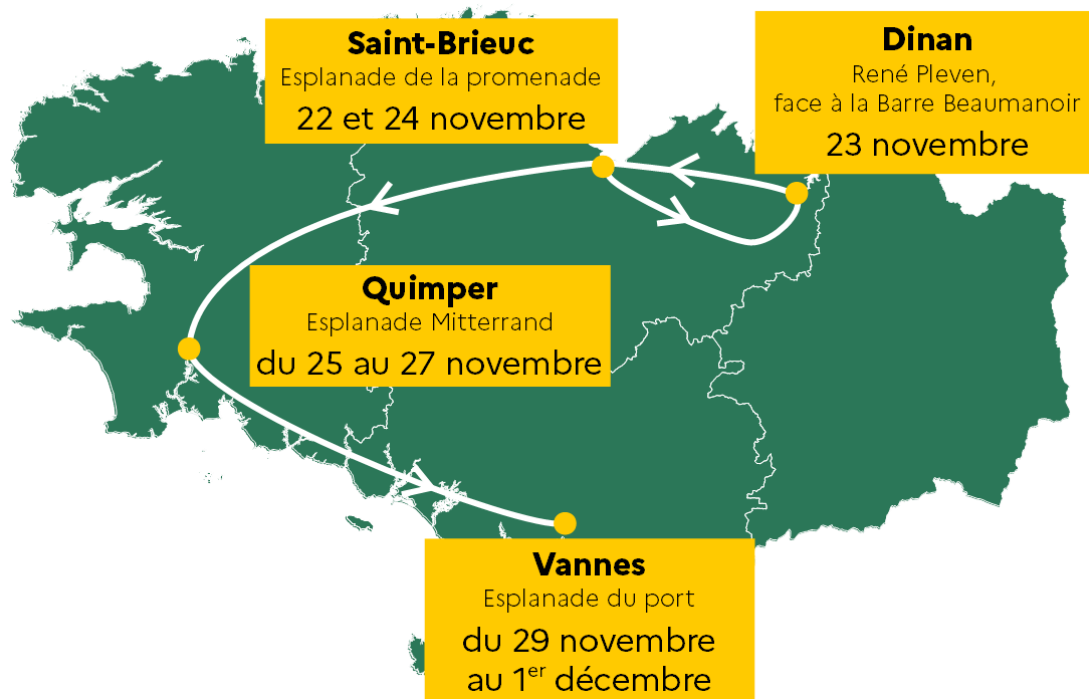 Saint-Brieuc
Esplanade de la promenade
22 et 24 novembre
Dinan
René Pleven,
face à la Barre Beaumanoir
23 novembre
Quimper
Esplanade Mitterrand
du 25 au 27 novembre
Vannes
Esplanade du port
du 29 novembre
au 1er décembre